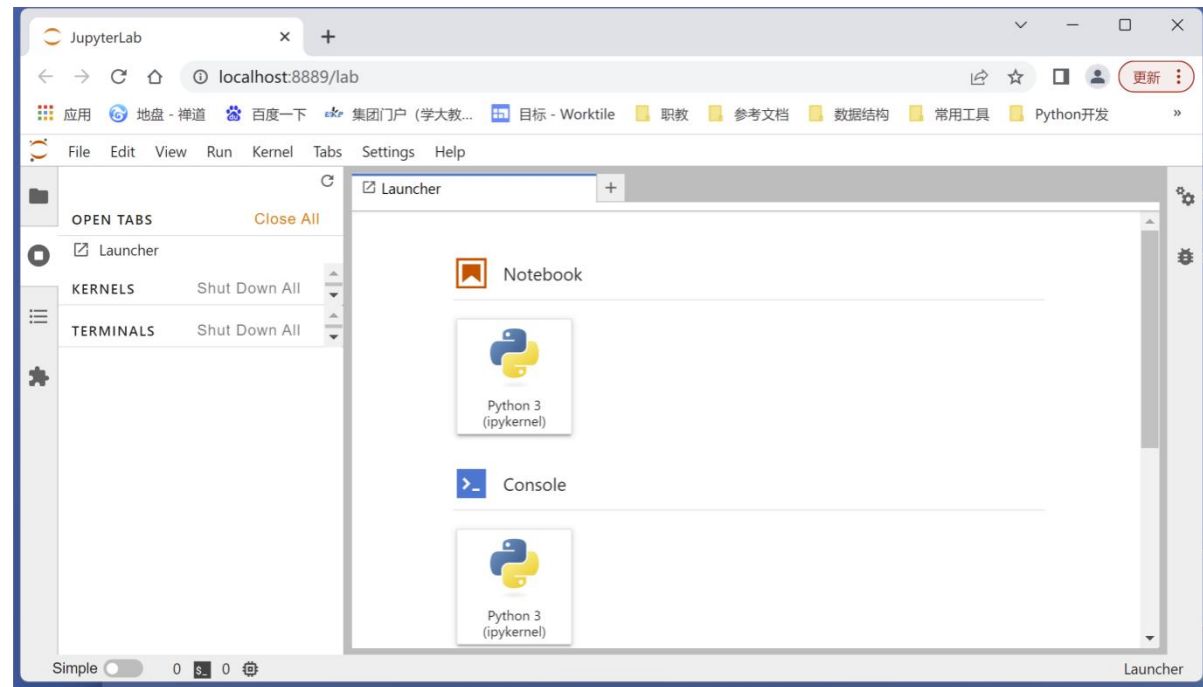 JupyterLab
localhost:8889/lab
更新
应用 地盘 - 禅道 百度一下 ekp 集团门户（学大教... 目标 - Worktile 职教 参考文档 数据结构 常用工具 Python开发 »
File Edit View Run Kernel Tabs Settings Help
Launcher
OPEN TABS Close All
Launcher
KERNELS Shut Down All
TERMINALS Shut Down All
Notebook
Python 3
(ipykernel)
Console
Python 3
(ipykernel)
Simple 0 0 Launcher